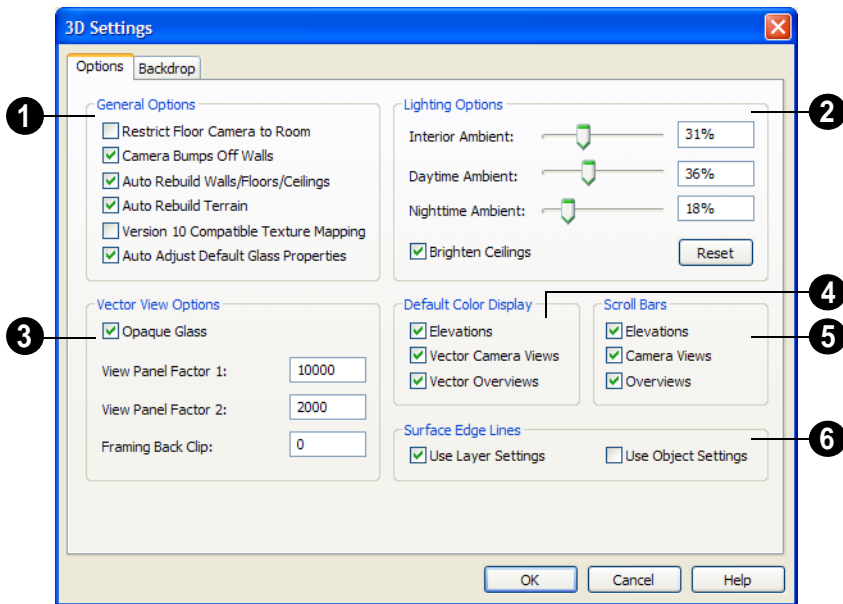 3D Settings
Options
Backdrop
1
General Options
Restrict Floor Camera to Room
Camera Bumps Off Walls
Auto Rebuild Walls/Floors/Ceilings
Auto Rebuild Terrain
Version 10 Compatible Texture Mapping
Auto Adjust Default Glass Properties
2
Lighting Options
Interior Ambient: 31%
Daytime Ambient: 36%
Nighttime Ambient: 18%
Brighten Ceilings
Reset
3
Vector View Options
Opaque Glass
View Panel Factor 1: 10000
View Panel Factor 2: 2000
Framing Back Clip: 0
4
Default Color Display
Elevations
Vector Camera Views
Vector Overviews
5
Scroll Bars
Elevations
Camera Views
Overviews
6
Surface Edge Lines
Use Layer Settings
Use Object Settings
OK
Cancel
Help